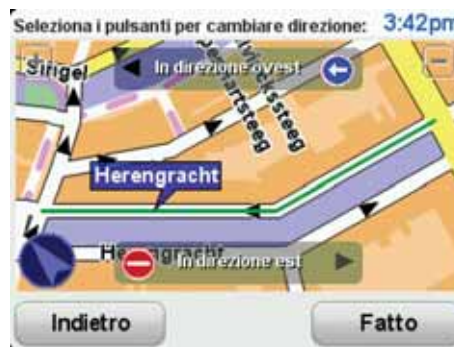 Seleziona i pulsanti per cambiare direzione: 3:42pm
Singel
In direzione ovest
Herengracht
In direzione est
Indietro Fatto